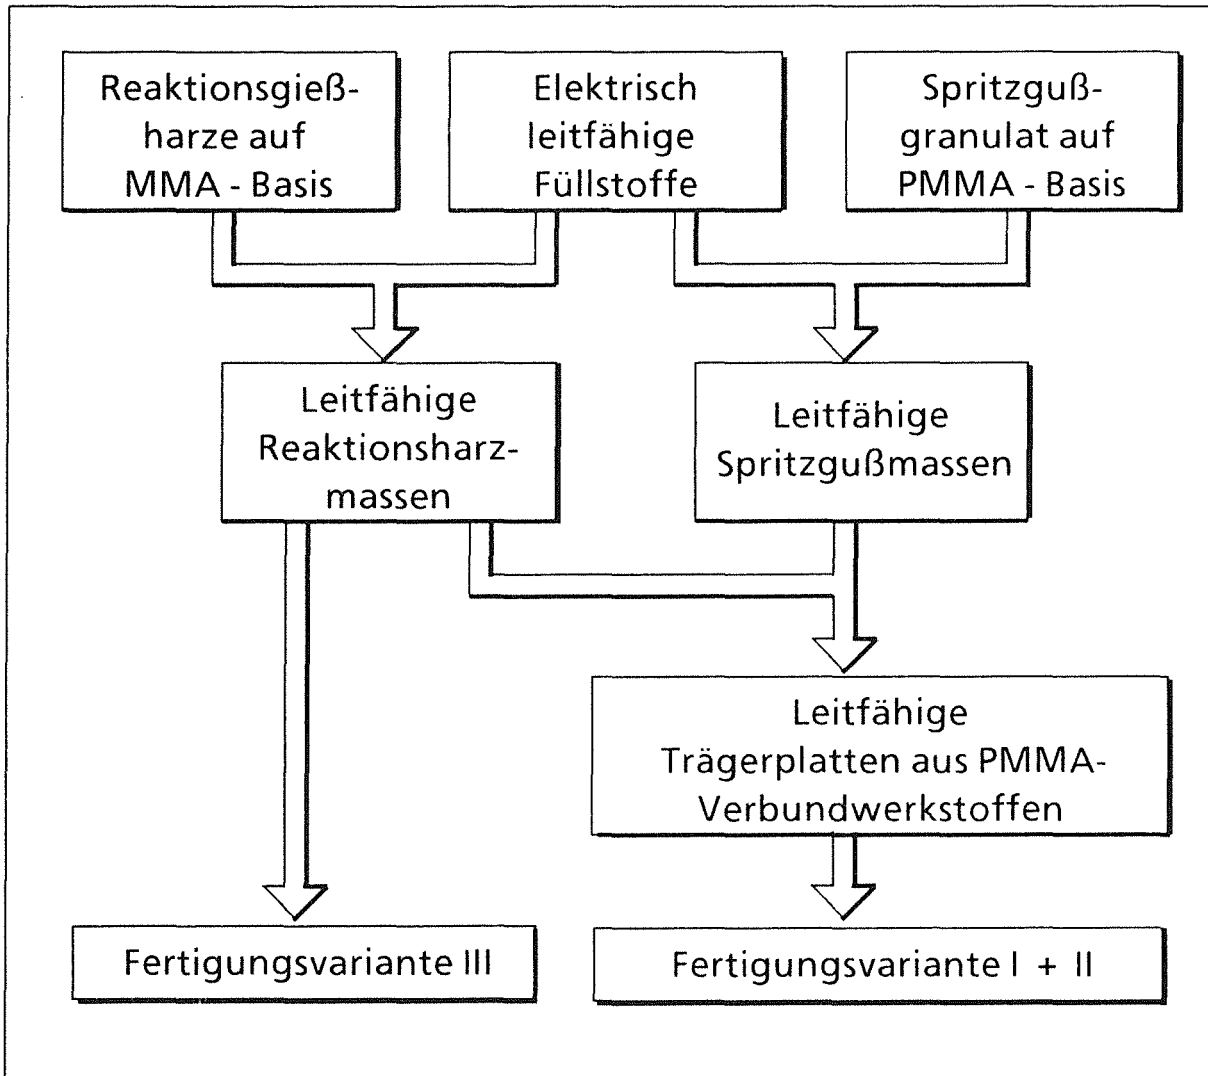 Reaktionsgieß-
harze auf
MMA - Basis
Elektrisch
leitfähige
Füllstoffe
Spritzguß-
granulat auf
PMMA - Basis
Leitfähige
Reaktionsharz-
massen
Leitfähige
Spritzgußmassen
Leitfähige
Trägerplatten aus PMMA-
Verbundwerkstoffen
Fertigungsvariante III
Fertigungsvariante I + II